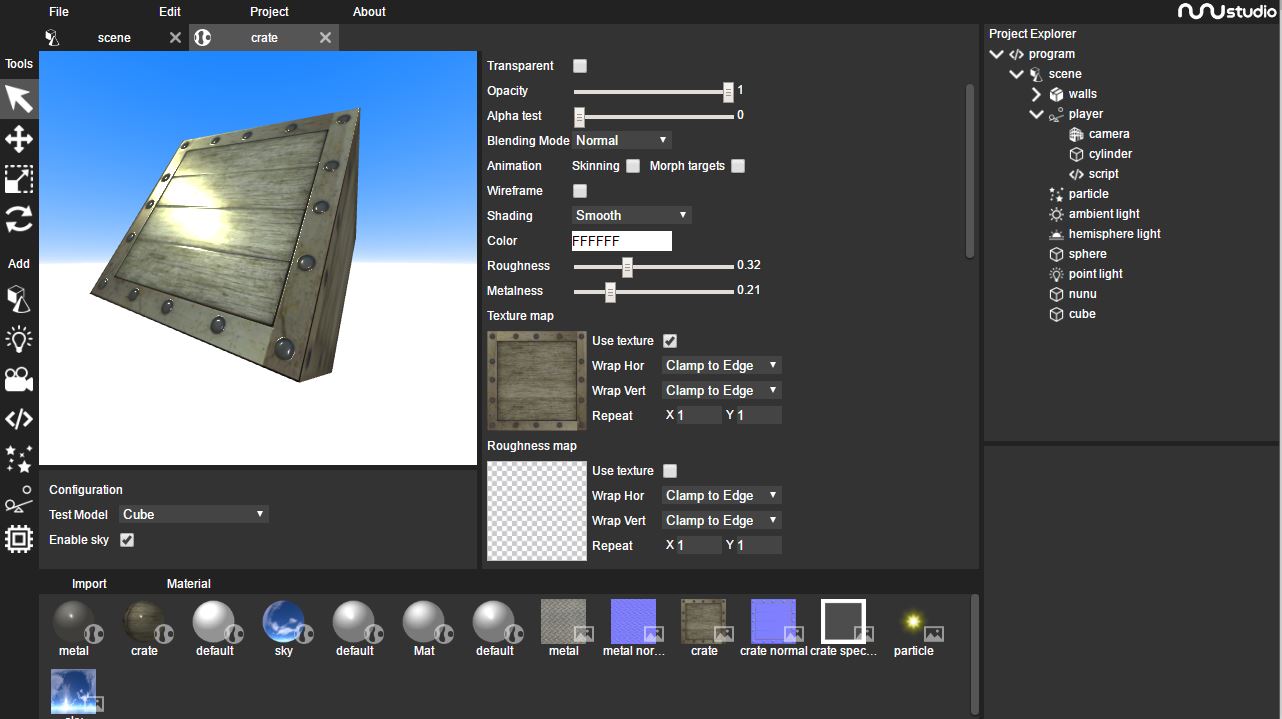 File Edit Project About
nunustudio
scene crate
Tools
Add
Transparent
Opacity 1
Alpha test 0
Blending Mode Normal
Animation Skinning Morph targets
Wireframe
Shading Smooth
Color FFFFFF
Roughness 0.32
Metalness 0.21
Texture map
Use texture
Wrap Hor Clamp to Edge
Wrap Vert Clamp to Edge
Repeat X 1 Y 1
Roughness map
Use texture
Wrap Hor Clamp to Edge
Wrap Vert Clamp to Edge
Repeat X 1 Y 1
Configuration
Test Model Cube
Enable sky
Project Explorer
program
scene
walls
player
camera
cylinder
script
particle
ambient light
hemisphere light
sphere
point light
nunu
cube
Import Material
metal crate default sky default Mat default metal metal nor... crate crate normal crate spec... particle